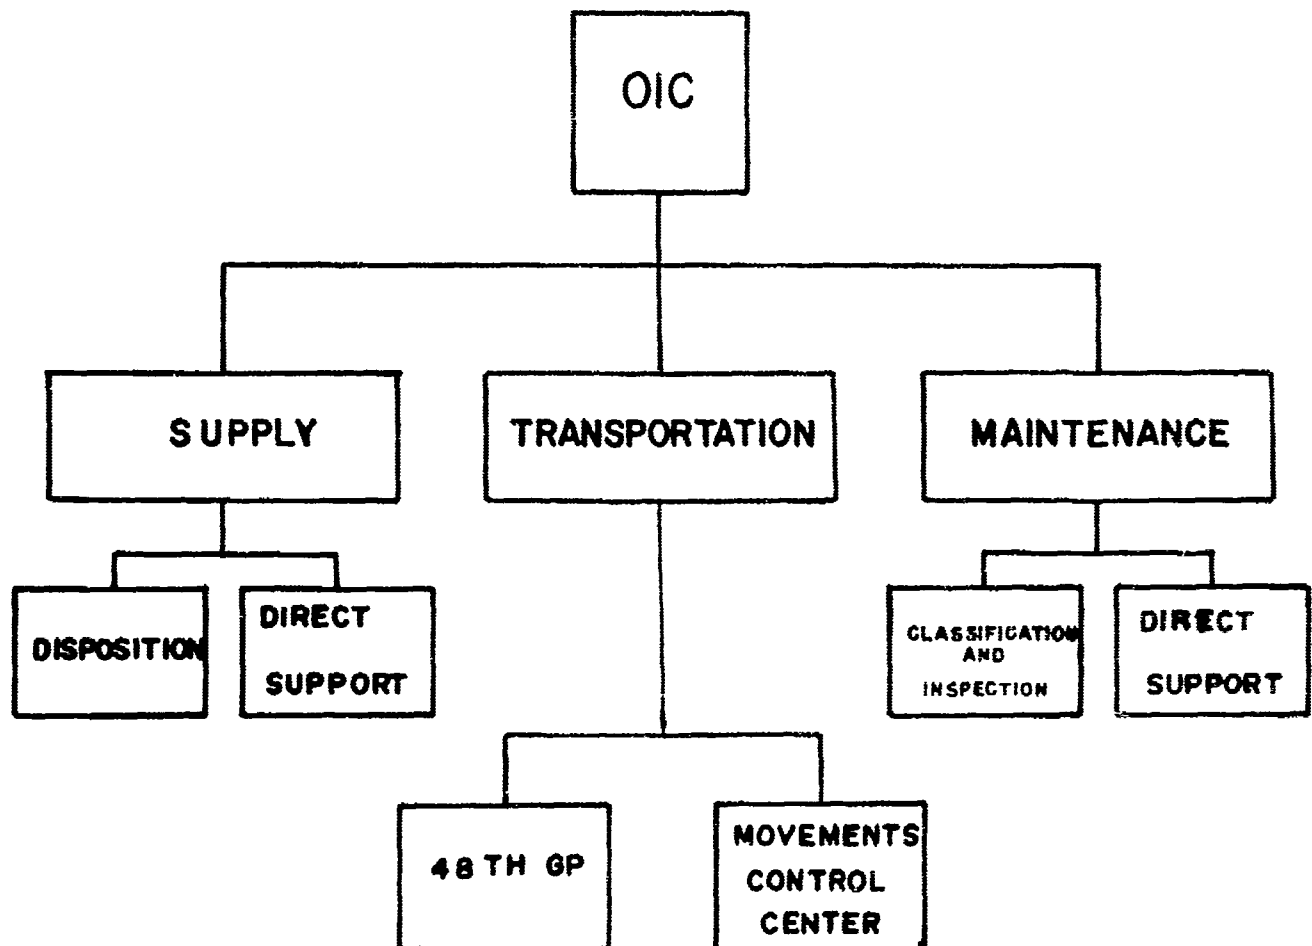 OIC
SUPPLY
TRANSPORTATION
MAINTENANCE
DISPOSITION
DIRECT
SUPPORT
CLASSIFICATION
AND
INSPECTION
DIRECT
SUPPORT
48TH GP
MOVEMENTS
CONTROL
CENTER